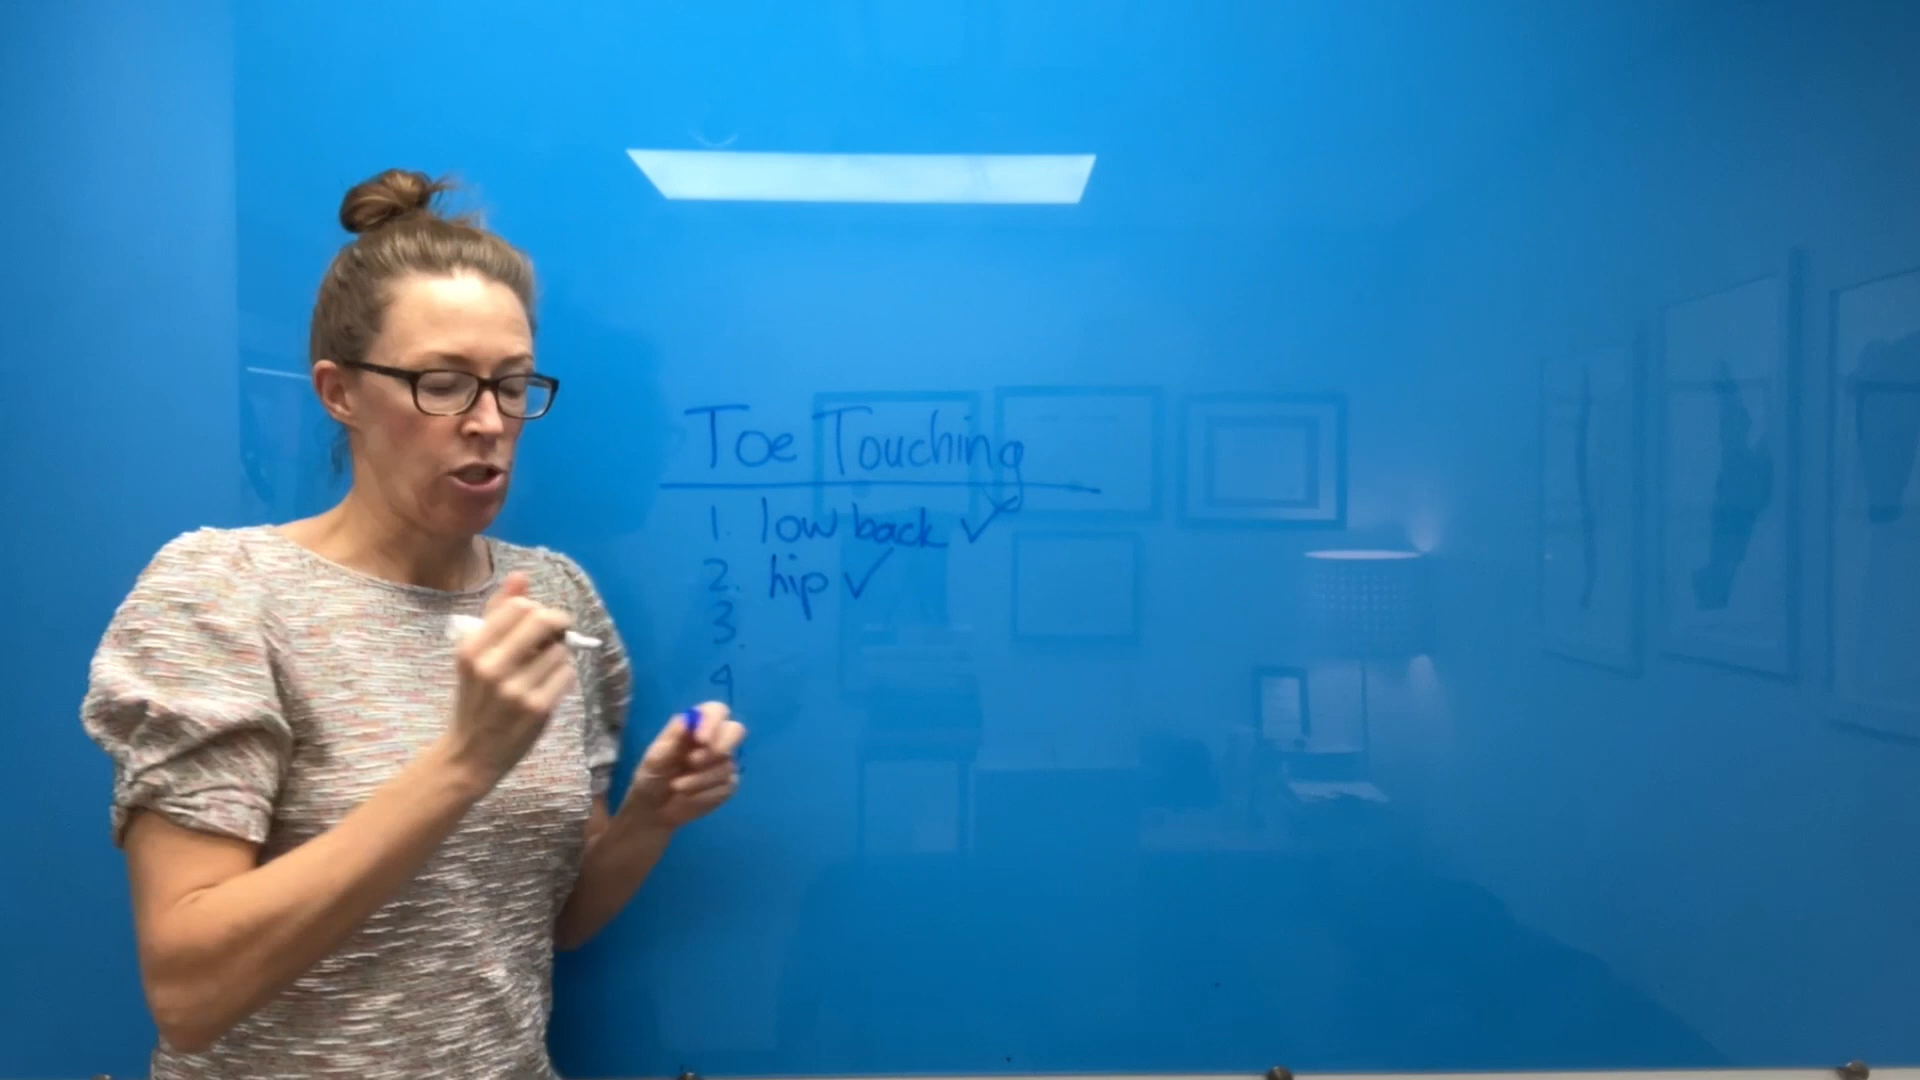 Toe Touching
1. low back ✓
2. hip ✓
3.
4.